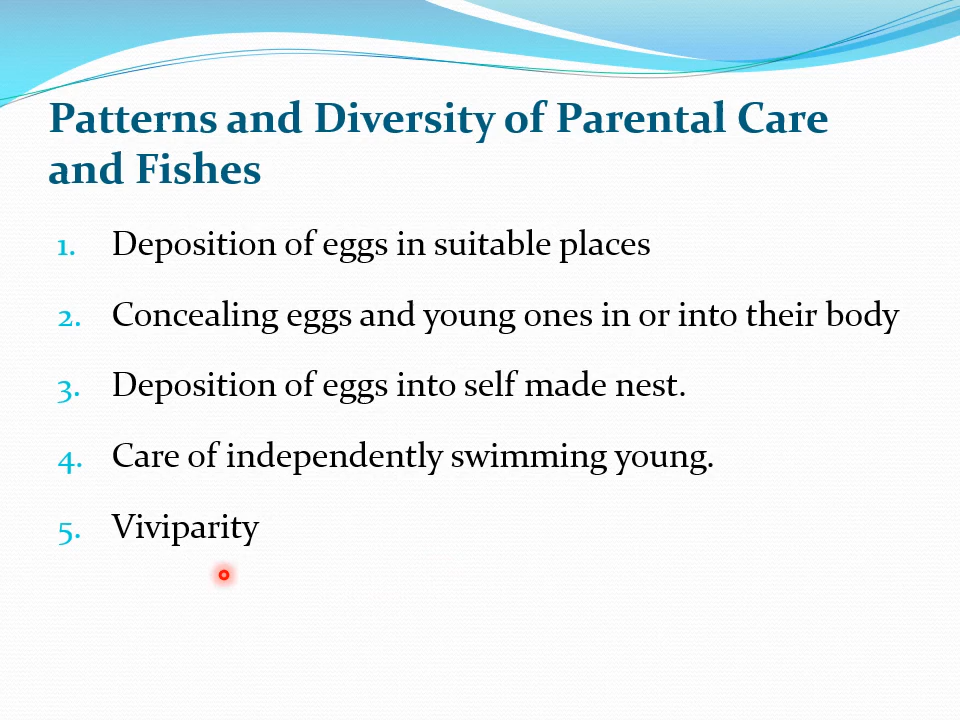 Patterns and Diversity of Parental Care
and Fishes
1. Deposition of eggs in suitable places
2. Concealing eggs and young ones in or into their body
3. Deposition of eggs into self made nest.
4. Care of independently swimming young.
5. Viviparity